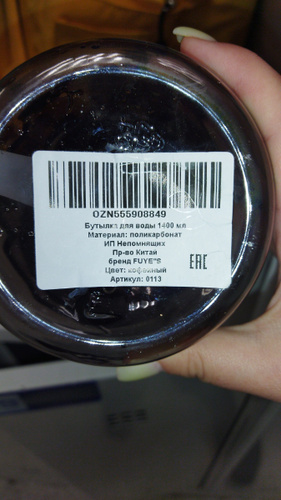 OZN555908849
Бутылка для воды 1400 мл
Материал: поликарбонат
ИП Непомнящих
Пр-во Китай
бренд FUYE*S
Цвет: кофейный
Артикул: 0113
EAC